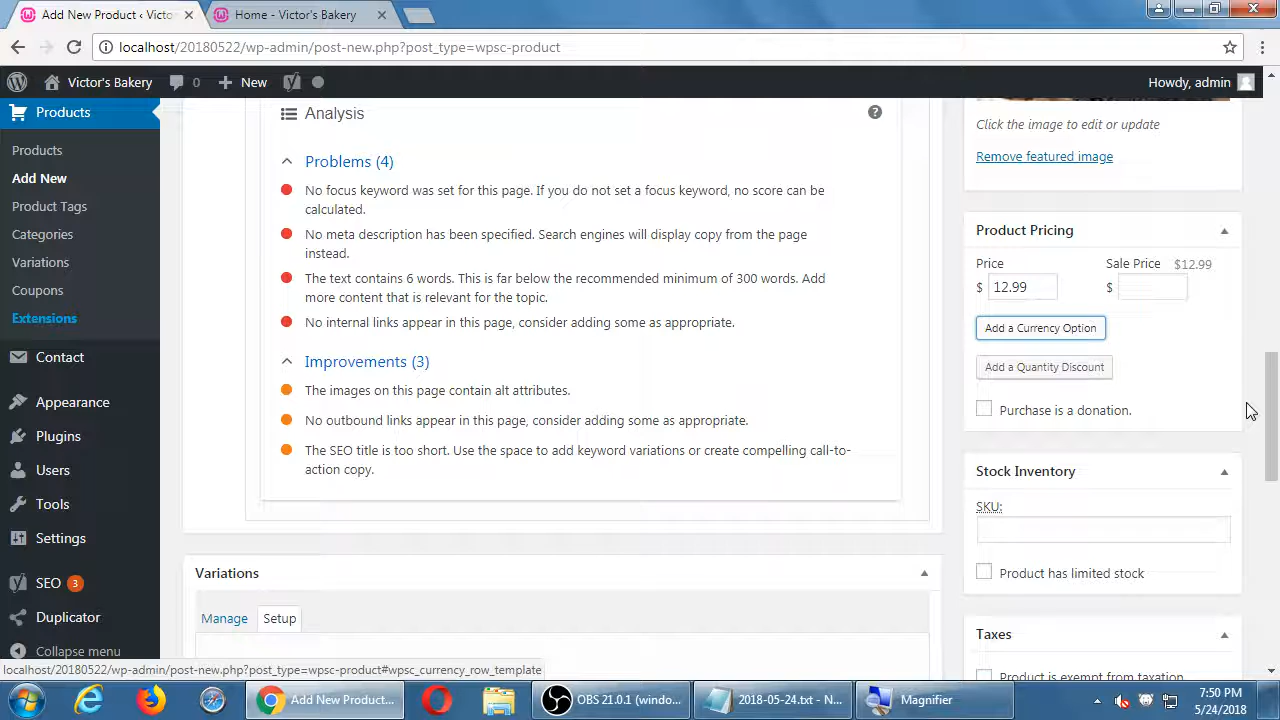 Add New Product ‹ Victo
Home - Victor's Bakery
localhost/20180522/wp-admin/post-new.php?post_type=wpsc-product
Victor's Bakery
0
New
Howdy, admin
Products
Products
Add New
Product Tags
Categories
Variations
Coupons
Extensions
Contact
Appearance
Plugins
Users
Tools
Settings
SEO 3
Duplicator
Collapse menu
Analysis
Problems (4)
No focus keyword was set for this page. If you do not set a focus keyword, no score can be
calculated.
No meta description has been specified. Search engines will display copy from the page
instead.
The text contains 6 words. This is far below the recommended minimum of 300 words. Add
more content that is relevant for the topic.
No internal links appear in this page, consider adding some as appropriate.
Improvements (3)
The images on this page contain alt attributes.
No outbound links appear in this page, consider adding some as appropriate.
The SEO title is too short. Use the space to add keyword variations or create compelling call-to-
action copy.
Variations
Manage
Setup
Click the image to edit or update
Remove featured image
Product Pricing
Price
Sale Price $12.99
$ 12.99
$
Add a Currency Option
Add a Quantity Discount
Purchase is a donation.
Stock Inventory
SKU:
Product has limited stock
Taxes
Product is exempt from taxation
localhost/20180522/wp-admin/post-new.php?post_type=wpsc-product#wpsc_currency_row_template
Add New Product...
OBS 21.0.1 (windo...
2018-05-24.txt - N...
Magnifier
7:50 PM
5/24/2018